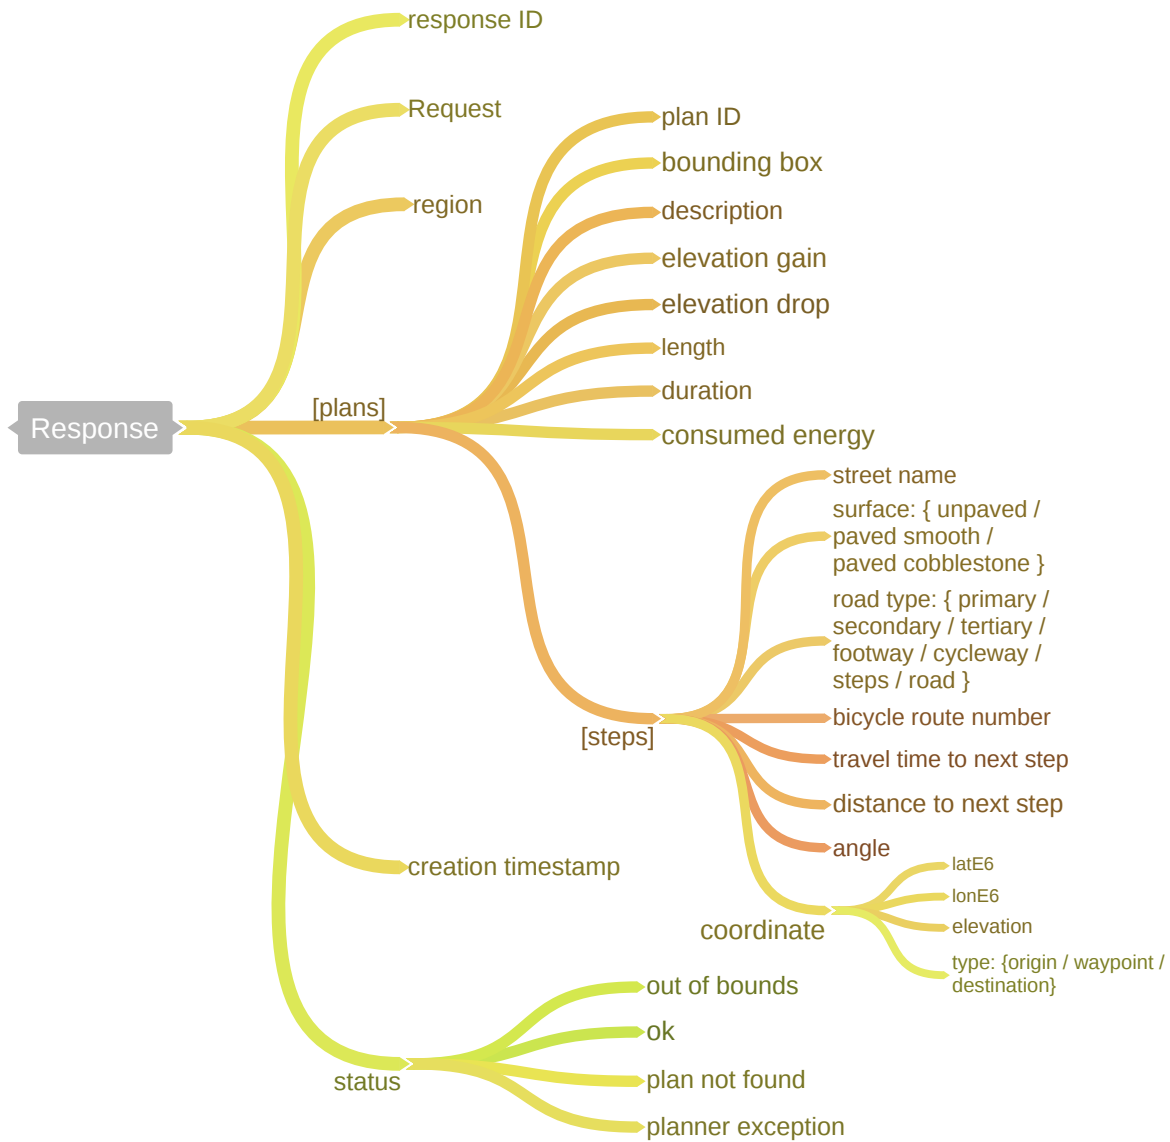 response ID
Request
region
Response
[plans]
plan ID
bounding box
description
elevation gain
elevation drop
length
duration
consumed energy
[steps]
street name
surface: { unpaved /
paved smooth /
paved cobblestone }
road type: { primary /
secondary / tertiary /
footway / cycleway /
steps / road }
bicycle route number
travel time to next step
distance to next step
angle
coordinate
latE6
lonE6
elevation
type: {origin / waypoint /
destination}
creation timestamp
status
out of bounds
ok
plan not found
planner exception